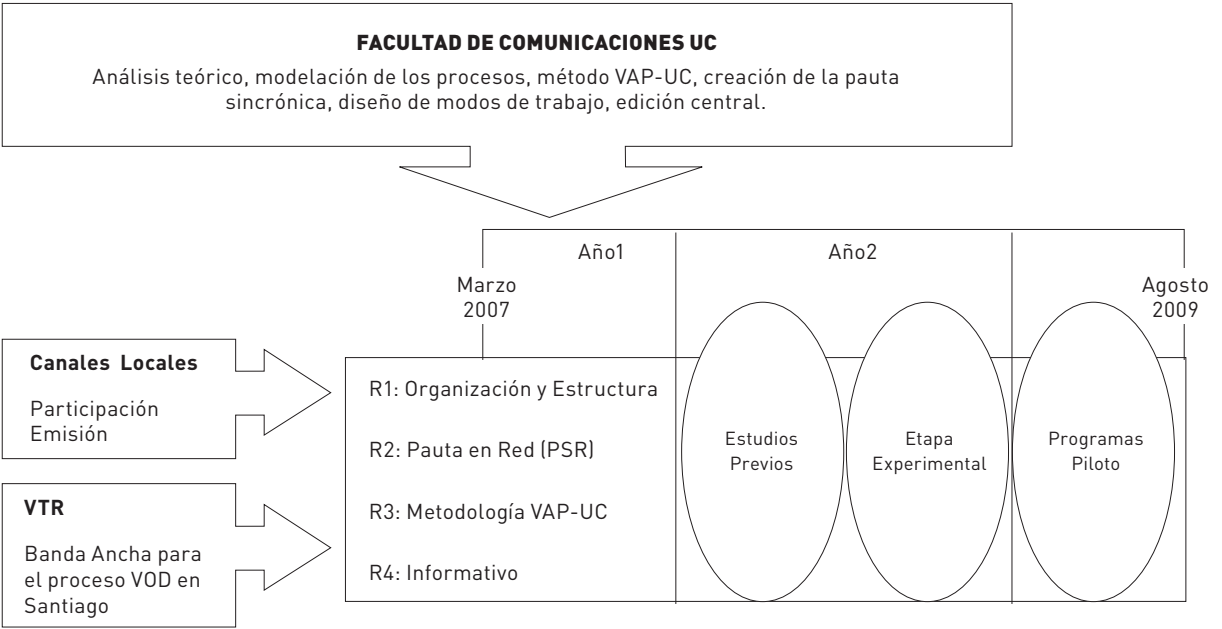 FACULTAD DE COMUNICACIONES UC
Análisis teórico, modelación de los procesos, método VAP-UC, creación de la pauta
sincrónica, diseño de modos de trabajo, edición central.
Año1
Año2
Marzo
2007
Agosto
2009
Canales Locales
Participación
Emisión
VTR
Banda Ancha para
el proceso VOD en
Santiago
R1: Organización y Estructura
R2: Pauta en Red (PSR)
R3: Metodología VAP-UC
R4: Informativo
Estudios
Previos
Etapa
Experimental
Programas
Piloto